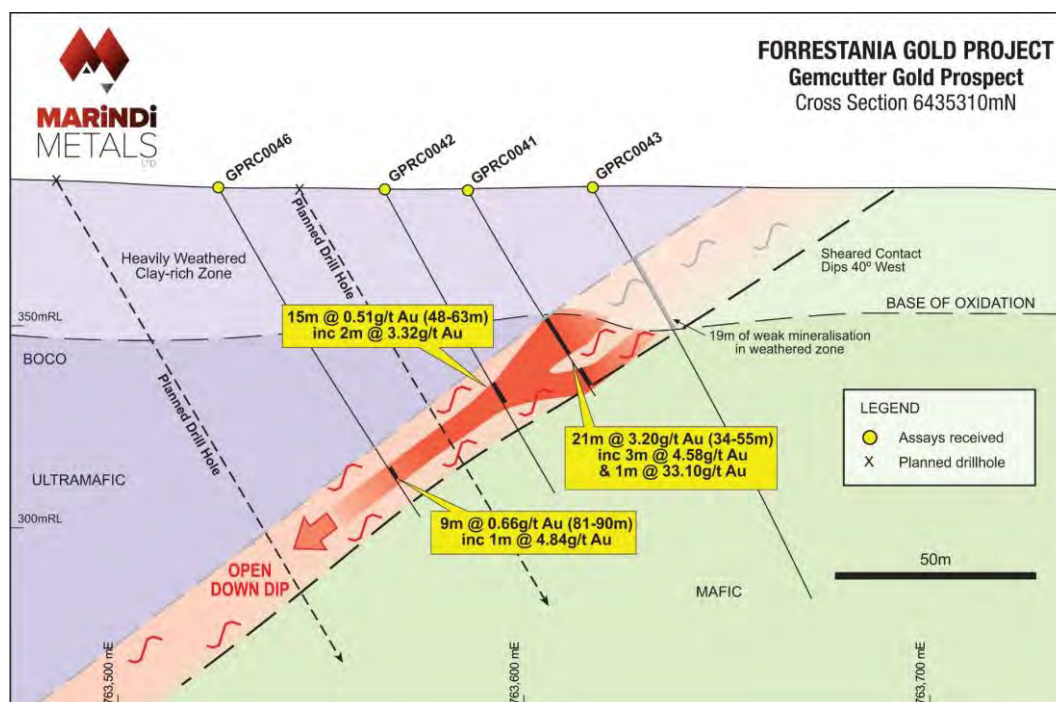 MARiNDi
METALS
LTD
FORRESTANIA GOLD PROJECT
Gemcutter Gold Prospect
Cross Section 6435310mN
GPRC0046
GPRC0042
GPRC0041
GPRC0043
X
X
Planned Drill Hole
Planned Drill Hole
Heavily Weathered
Clay-rich Zone
Sheared Contact
Dips 40º West
BASE OF OXIDATION
350mRL
BOCO
15m @ 0.51g/t Au (48-63m)
inc 2m @ 3.32g/t Au
19m of weak mineralisation
in weathered zone
21m @ 3.20g/t Au (34-55m)
inc 3m @ 4.58g/t Au
& 1m @ 33.10g/t Au
LEGEND
Assays received
X Planned drillhole
ULTRAMAFIC
300mRL
9m @ 0.66g/t Au (81-90m)
inc 1m @ 4.84g/t Au
OPEN
DOWN DIP
50m
MAFIC
763,500 mE
763,600 mE
763,700 mE